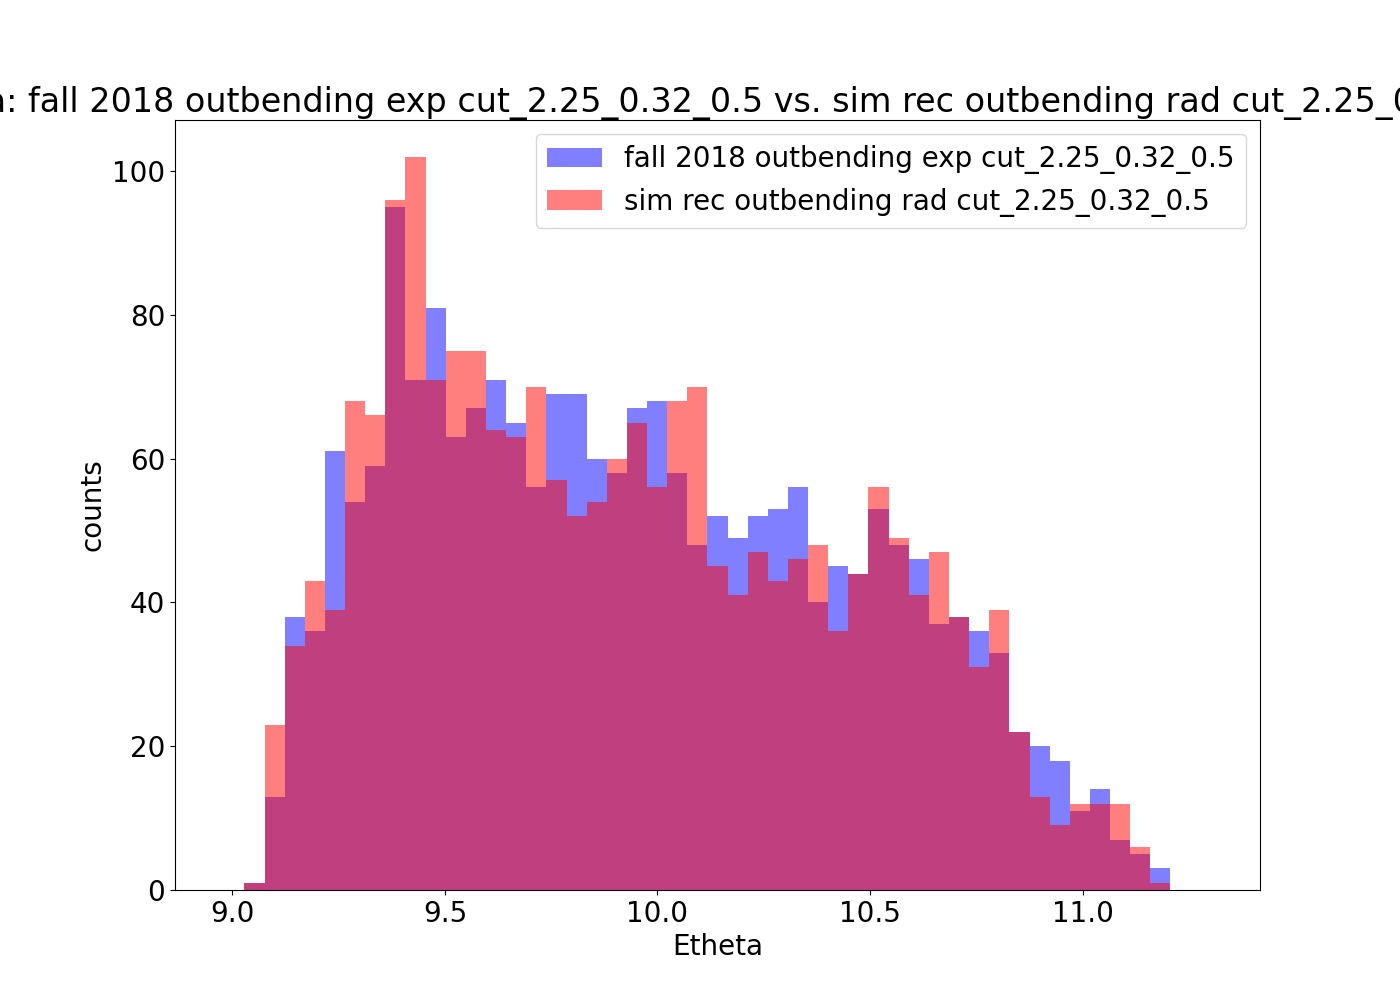 : fall 2018 outbending exp cut_2.25_0.32_0.5 vs. sim rec outbending rad cut_2.25_
fall 2018 outbending exp cut_2.25_0.32_0.5
sim rec outbending rad cut_2.25_0.32_0.5
100
80
60
40
20
0
counts
9.0 9.5 10.0 10.5 11.0
Etheta